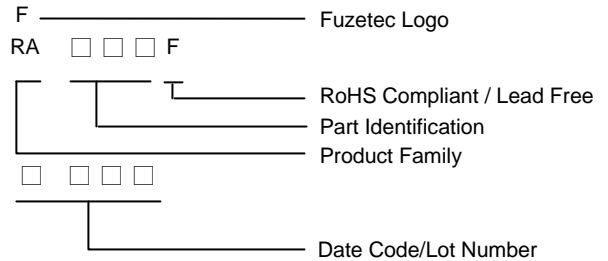 F Fuzetec Logo
RA □ □ □ F
RoHS Compliant / Lead Free
Part Identification
Product Family
□ □ □ □
Date Code/Lot Number